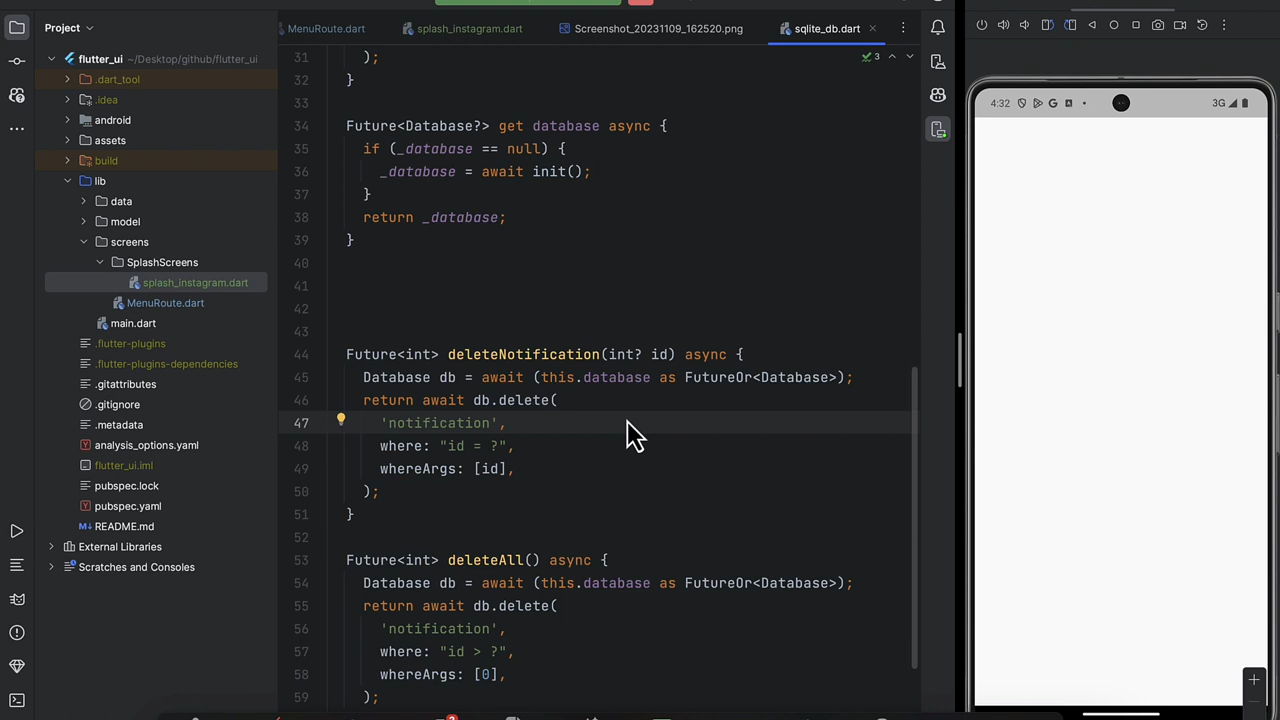 Project
MenuRoute.dart
splash_instagram.dart
Screenshot_20231109_162520.png
sqlite_db.dart
3
flutter_ui ~/Desktop/github/flutter_ui
.dart_tool
.idea
android
assets
build
lib
data
model
screens
SplashScreens
splash_instagram.dart
MenuRoute.dart
main.dart
.flutter-plugins
.flutter-plugins-dependencies
.gitattributes
.gitignore
.metadata
analysis_options.yaml
flutter_ui.iml
pubspec.lock
pubspec.yaml
M↓ README.md
External Libraries
Scratches and Consoles
31 );
32 }
33
34 Future<Database?> get database async {
35 if (_database == null) {
36 _database = await init();
37 }
38 return _database;
39 }
40
41
42
43
44 Future<int> deleteNotification(int? id) async {
45 Database db = await (this.database as FutureOr<Database>);
46 return await db.delete(
47 'notification',
48 where: "id = ?",
49 whereArgs: [id],
50 );
51 }
52
53 Future<int> deleteAll() async {
54 Database db = await (this.database as FutureOr<Database>);
55 return await db.delete(
56 'notification',
57 where: "id > ?",
58 whereArgs: [0],
59 );
4:32
3G
2